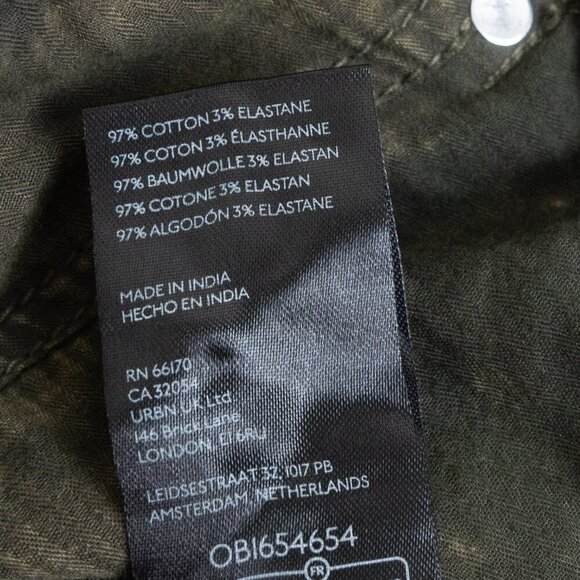 97% COTTON 3% ELASTANE
97% COTON 3% ÉLASTHANNE
97% BAUMWOLLE 3% ELASTAN
97% COTONE 3% ELASTAN
97% ALGODÓN 3% ELASTANE
MADE IN INDIA
HECHO EN INDIA
RN 66170
CA 32054
URBN UK Ltd
146 Brick Lane
LONDON, E1 6RU
LEIDSESTRAAT 32, 1017 PB
AMSTERDAM, NETHERLANDS
OB1654654
FR